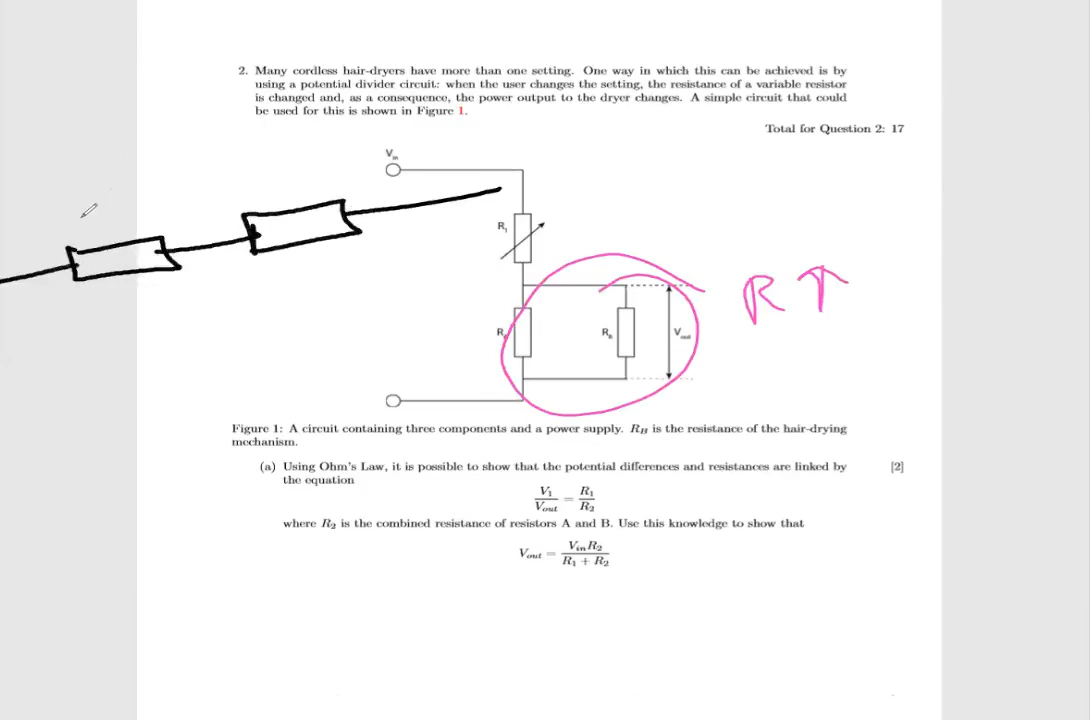 2. Many cordless hair-dryers have more than one setting. One way in which this can be achieved is by
using a potential divider circuit: when the user changes the setting, the resistance of a variable resistor
is changed and, as a consequence, the power output to the dryer changes. A simple circuit that could
be used for this is shown in Figure 1.
Total for Question 2: 17
V_in
R_1
R
R_B
V_out
R ↑
Figure 1: A circuit containing three components and a power supply. R_H is the resistance of the hair-drying
mechanism.
(a) Using Ohm's Law, it is possible to show that the potential differences and resistances are linked by [2]
the equation
V_1/V_out = R_1/R_2
where R_2 is the combined resistance of resistors A and B. Use this knowledge to show that
V_out = V_in R_2/(R_1 + R_2)